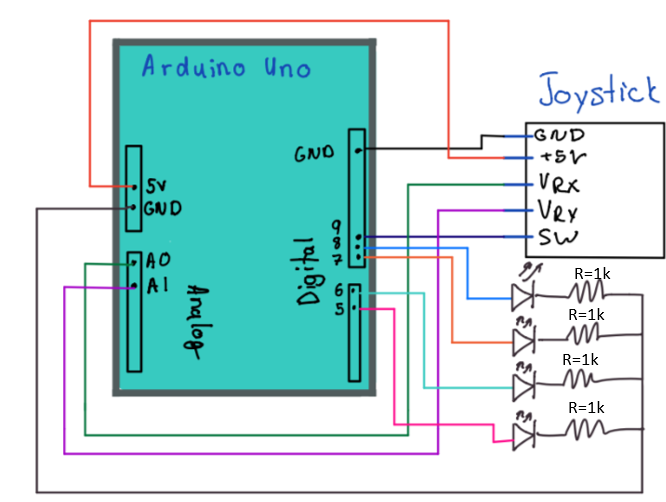 Arduino Uno
Joystick
GND
+5V
VRX
VRY
SW
GND
5V
GND
9
8
7
A0
A1
Analog
Digital
6
5
R=1k
R=1k
R=1k
R=1k